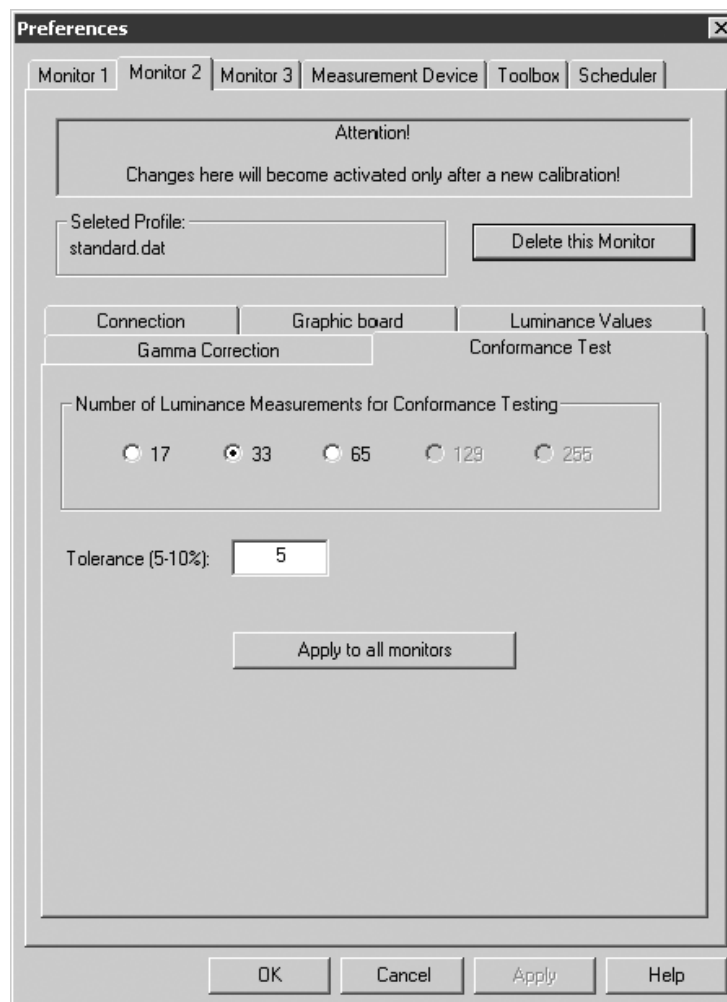 Preferences
Monitor 1 Monitor 2 Monitor 3 Measurement Device Toolbox Scheduler
Attention!
Changes here will become activated only after a new calibration!
Seleted Profile:
standard.dat
Delete this Monitor
Connection Graphic board Luminance Values
Gamma Correction Conformance Test
Number of Luminance Measurements for Conformance Testing
17 33 65 129 255
Tolerance (5-10%): 5
Apply to all monitors
OK Cancel Apply Help